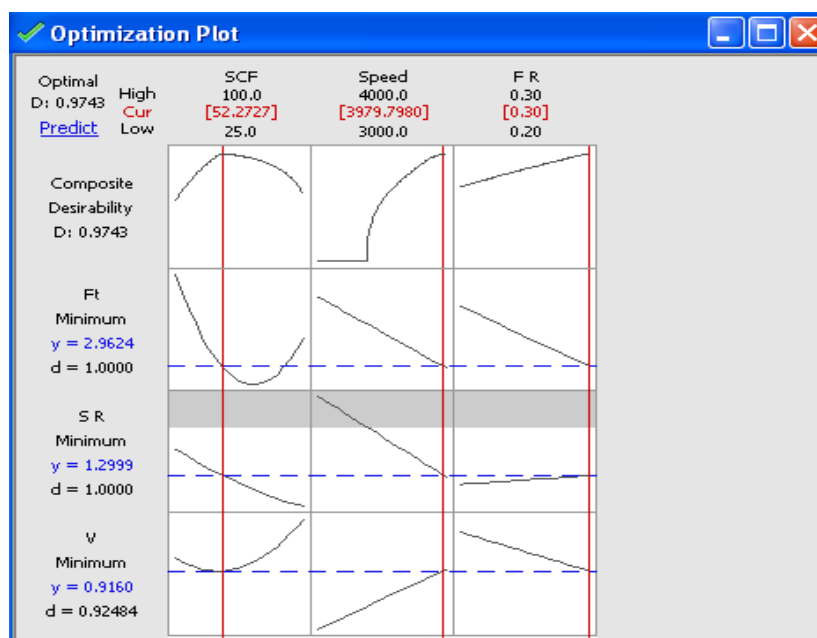 Optimization Plot
Optimal
D: 0.9743
Predict
High
Cur
Low
SCF
100.0
[52.2727]
25.0
Speed
4000.0
[3979.7980]
3000.0
F R
0.30
[0.30]
0.20
Composite
Desirability
D: 0.9743
Ft
Minimum
y = 2.9624
d = 1.0000
S R
Minimum
y = 1.2999
d = 1.0000
V
Minimum
y = 0.9160
d = 0.92484